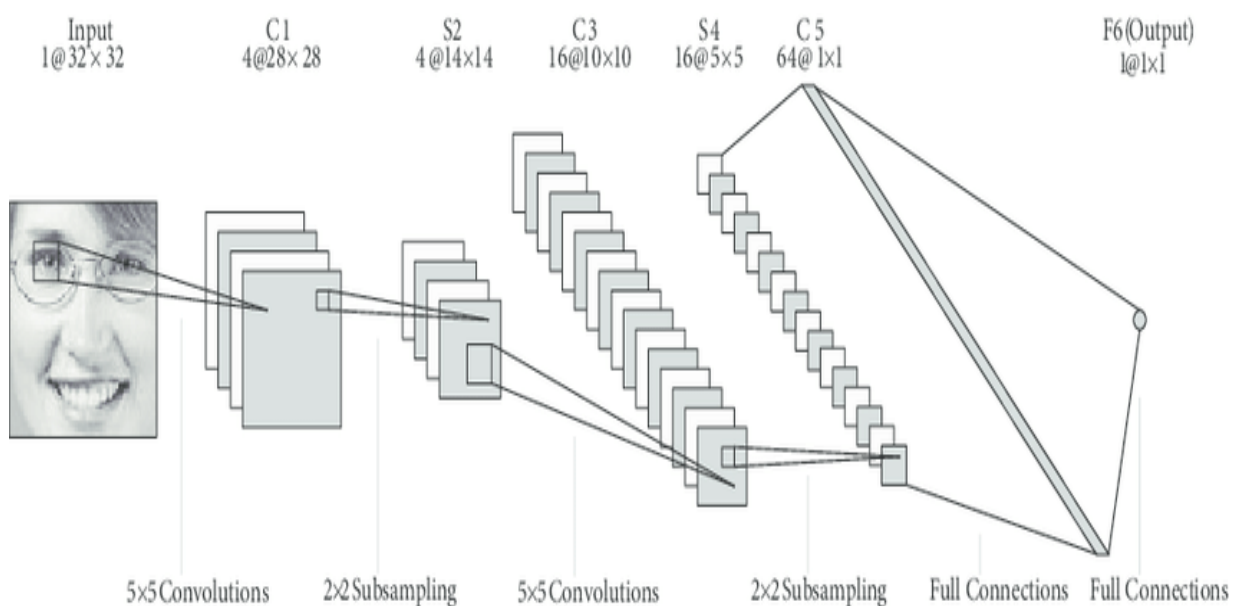 Input
1@32×32
C1
4@28×28
S2
4@14×14
C3
16@10×10
S4
16@5×5
C5
64@1×1
F6(Output)
1@1×1
5×5 Convolutions
2×2 Subsampling
5×5 Convolutions
2×2 Subsampling
Full Connections
Full Connections